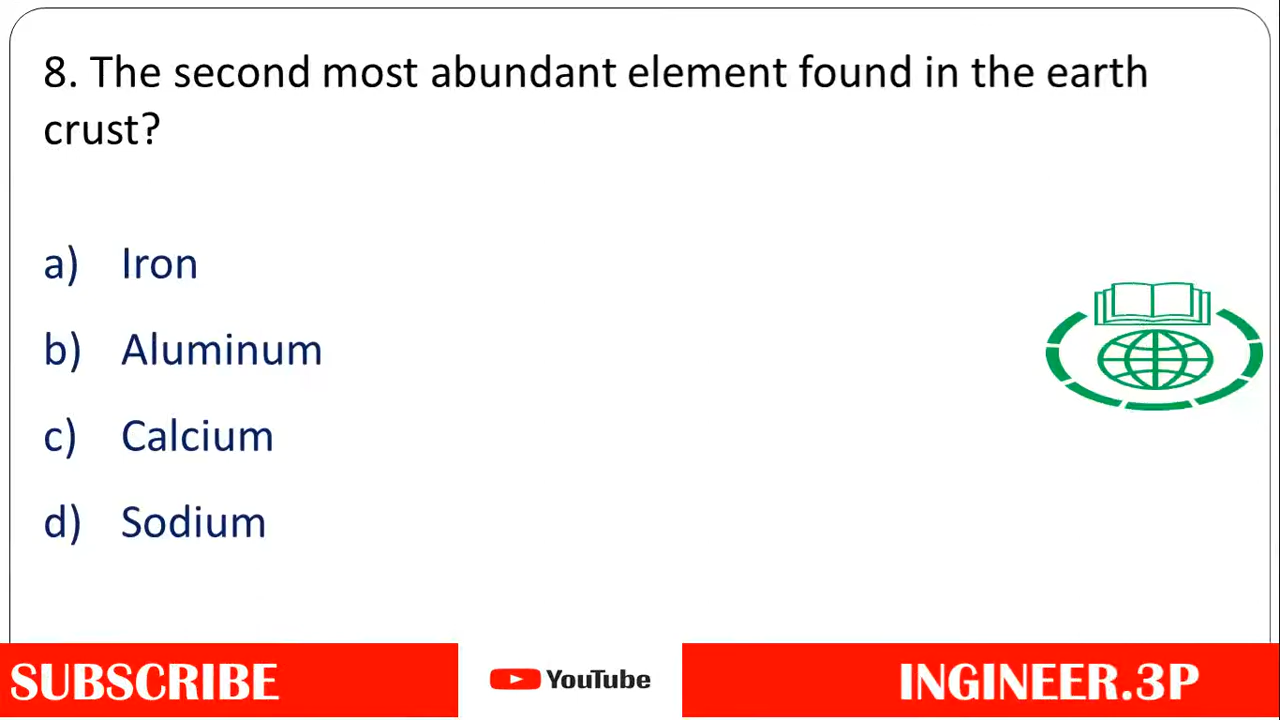 8. The second most abundant element found in the earth
crust?
a) Iron
b) Aluminum
c) Calcium
d) Sodium
SUBSCRIBE YouTube INGINEER.3P